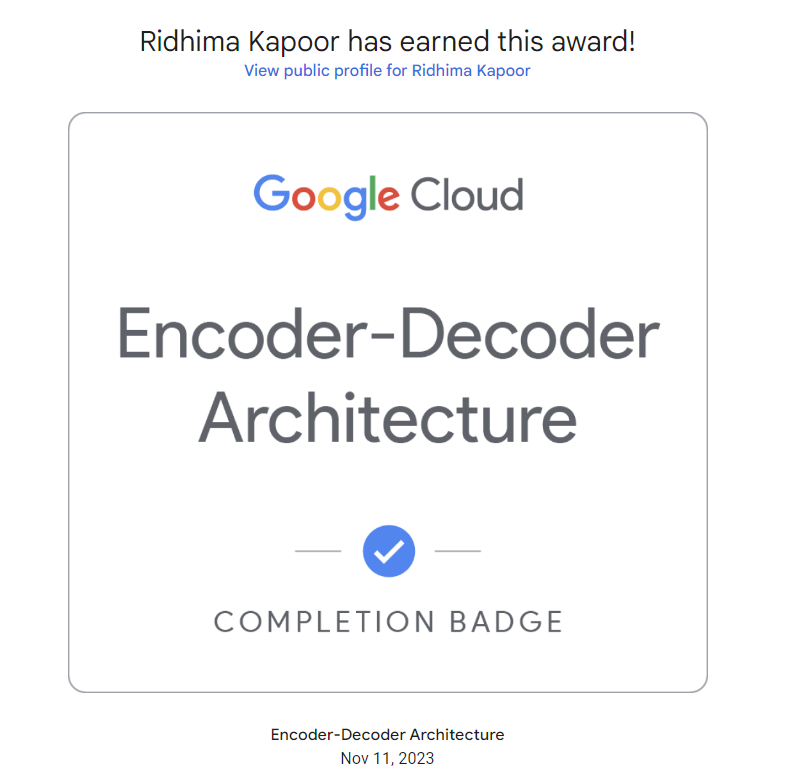 Ridhima Kapoor has earned this award!
View public profile for Ridhima Kapoor
Google Cloud
Encoder-Decoder
Architecture
COMPLETION BADGE
Encoder-Decoder Architecture
Nov 11, 2023